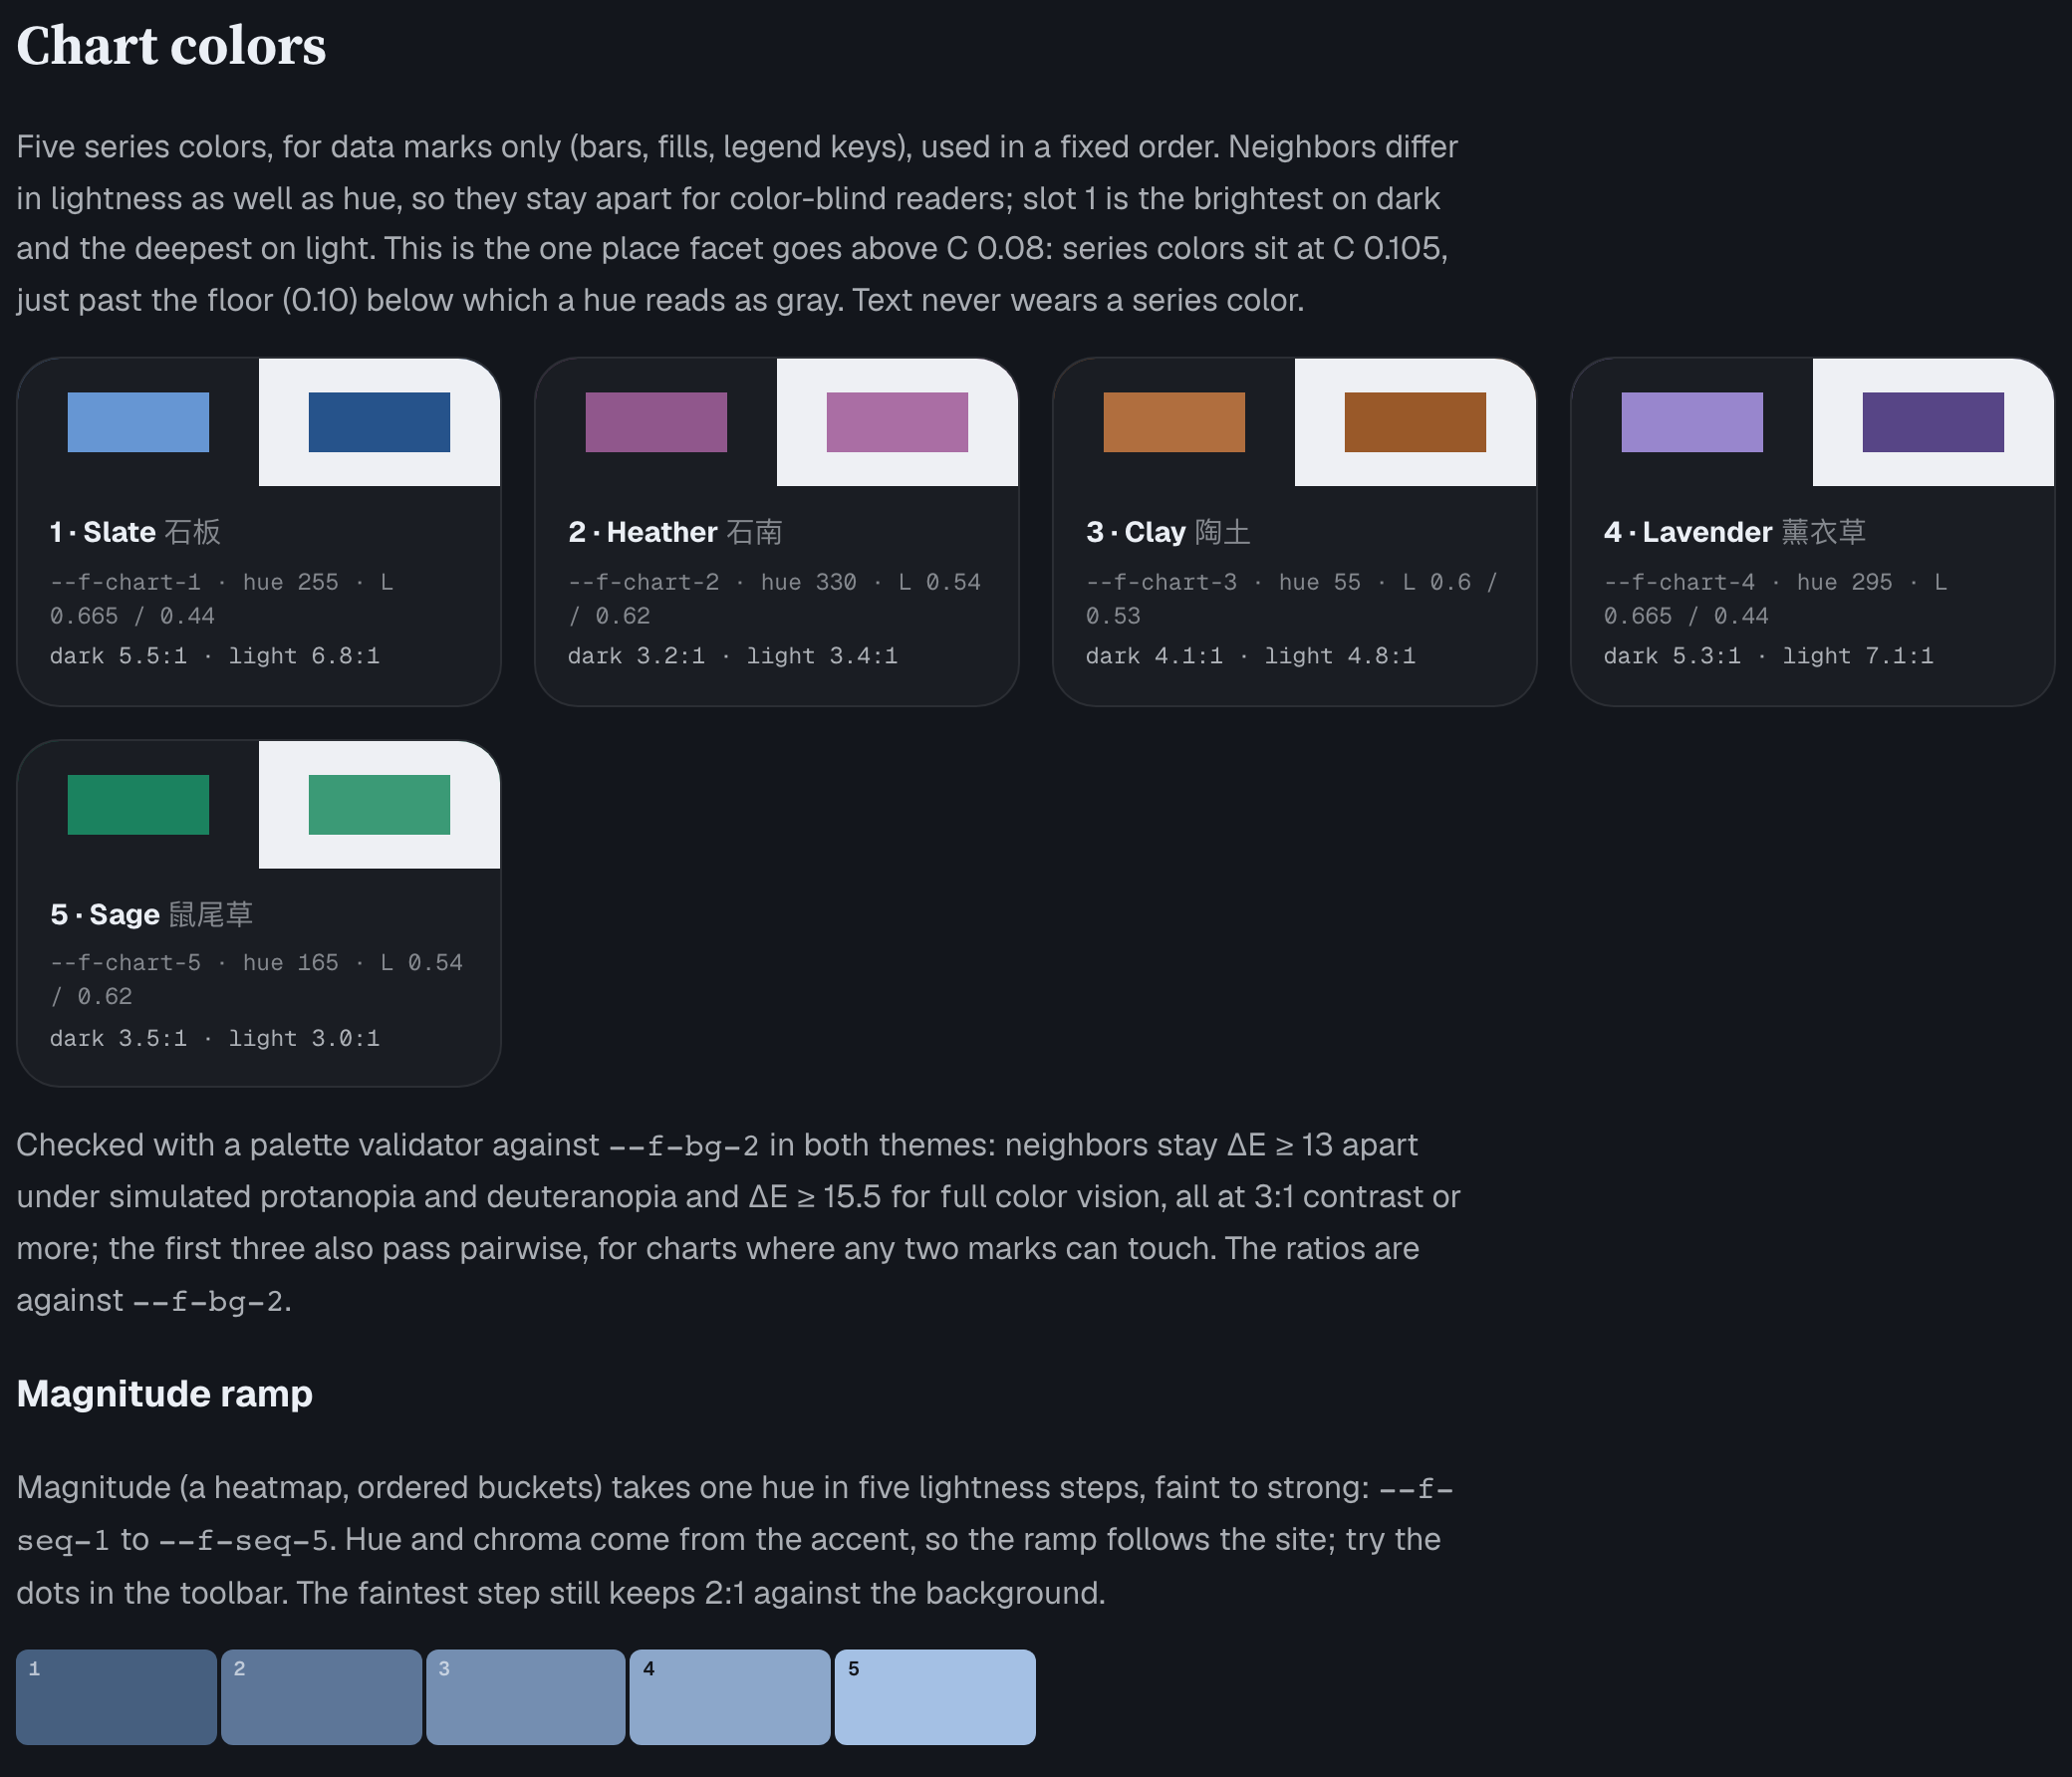 Chart colors
Five series colors, for data marks only (bars, fills, legend keys), used in a fixed order. Neighbors differ
in lightness as well as hue, so they stay apart for color-blind readers; slot 1 is the brightest on dark
and the deepest on light. This is the one place facet goes above C 0.08: series colors sit at C 0.105,
just past the floor (0.10) below which a hue reads as gray. Text never wears a series color.
1 · Slate 石板
--f-chart-1 · hue 255 · L
0.665 / 0.44
dark 5.5:1 · light 6.8:1
2 · Heather 石南
--f-chart-2 · hue 330 · L 0.54
/ 0.62
dark 3.2:1 · light 3.4:1
3 · Clay 陶土
--f-chart-3 · hue 55 · L 0.6 /
0.53
dark 4.1:1 · light 4.8:1
4 · Lavender 薰衣草
--f-chart-4 · hue 295 · L
0.665 / 0.44
dark 5.3:1 · light 7.1:1
5 · Sage 鼠尾草
--f-chart-5 · hue 165 · L 0.54
/ 0.62
dark 3.5:1 · light 3.0:1
Checked with a palette validator against --f-bg-2 in both themes: neighbors stay ΔE ≥ 13 apart
under simulated protanopia and deuteranopia and ΔE ≥ 15.5 for full color vision, all at 3:1 contrast or
more; the first three also pass pairwise, for charts where any two marks can touch. The ratios are
against --f-bg-2.
Magnitude ramp
Magnitude (a heatmap, ordered buckets) takes one hue in five lightness steps, faint to strong: --f-
seq-1 to --f-seq-5. Hue and chroma come from the accent, so the ramp follows the site; try the
dots in the toolbar. The faintest step still keeps 2:1 against the background.
1 2 3 4 5